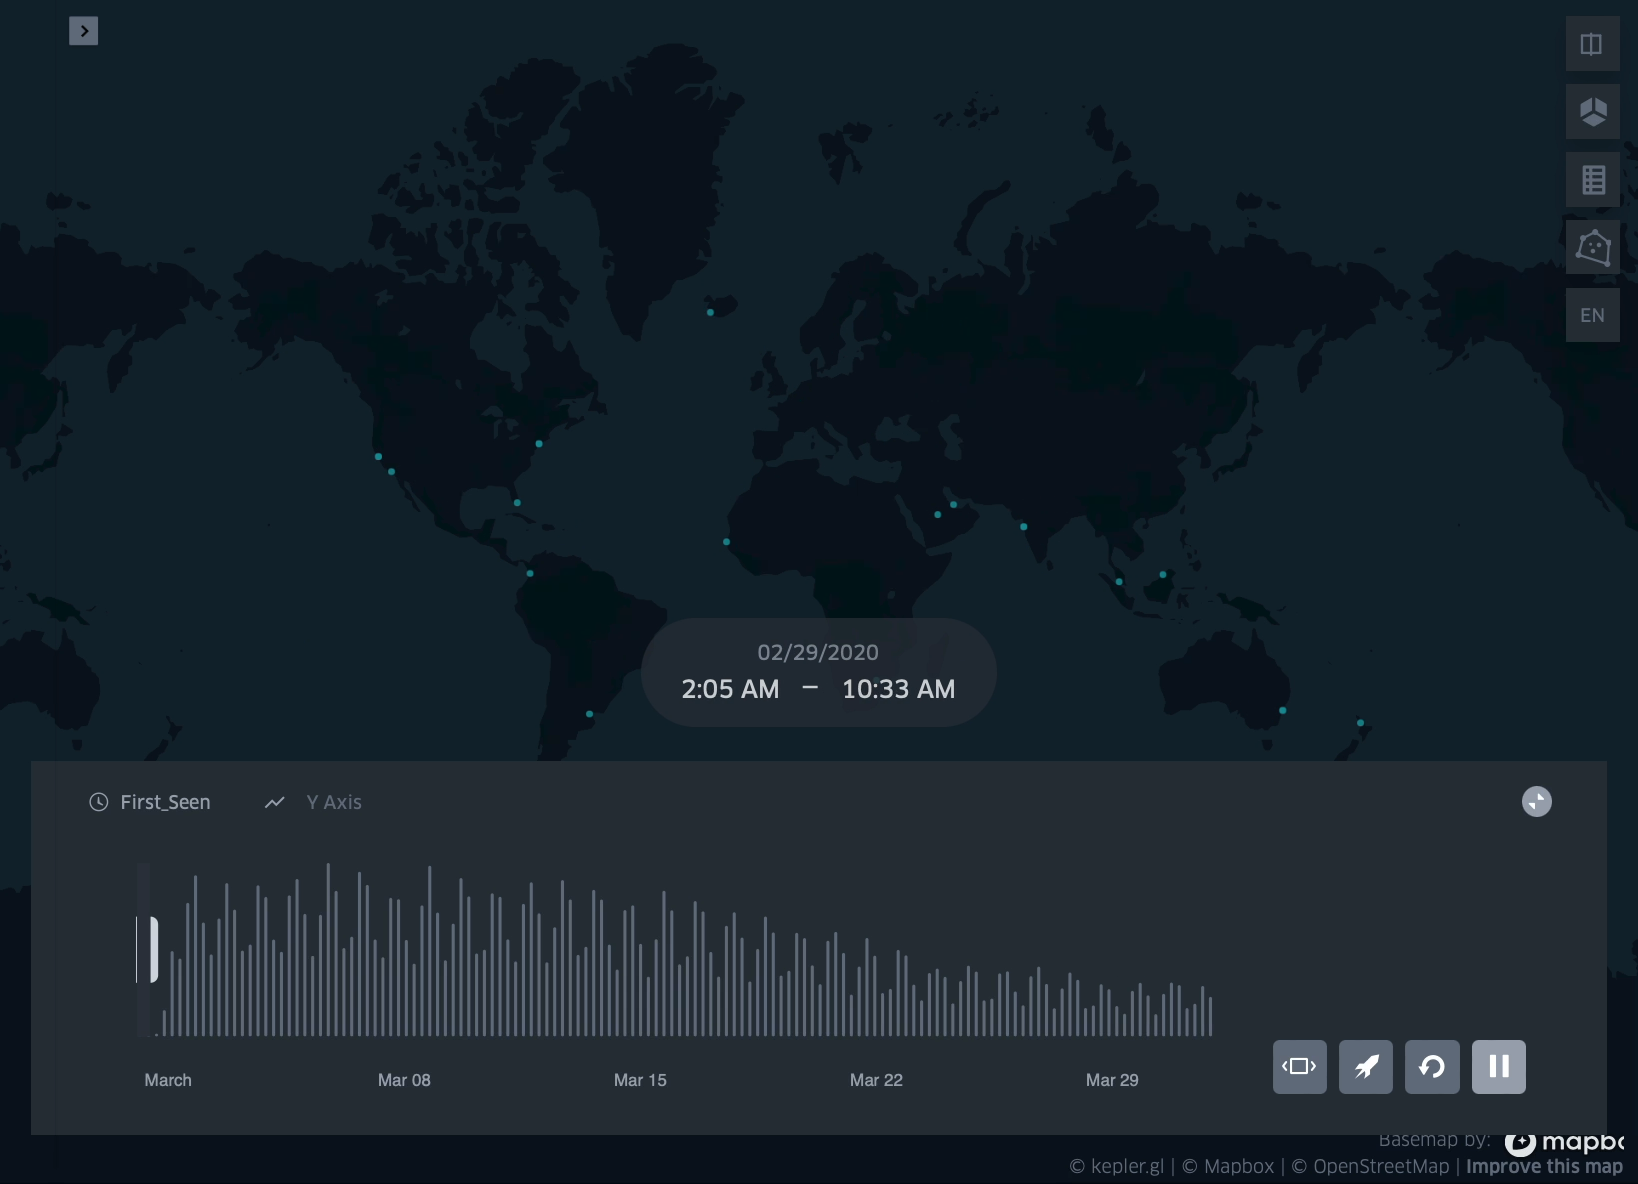 EN
02/29/2020
2:05 AM – 10:33 AM
First_Seen
Y Axis
March
Mar 08
Mar 15
Mar 22
Mar 29
Basemap by:
© kepler.gl | © Mapbox | © OpenStreetMap | Improve this map